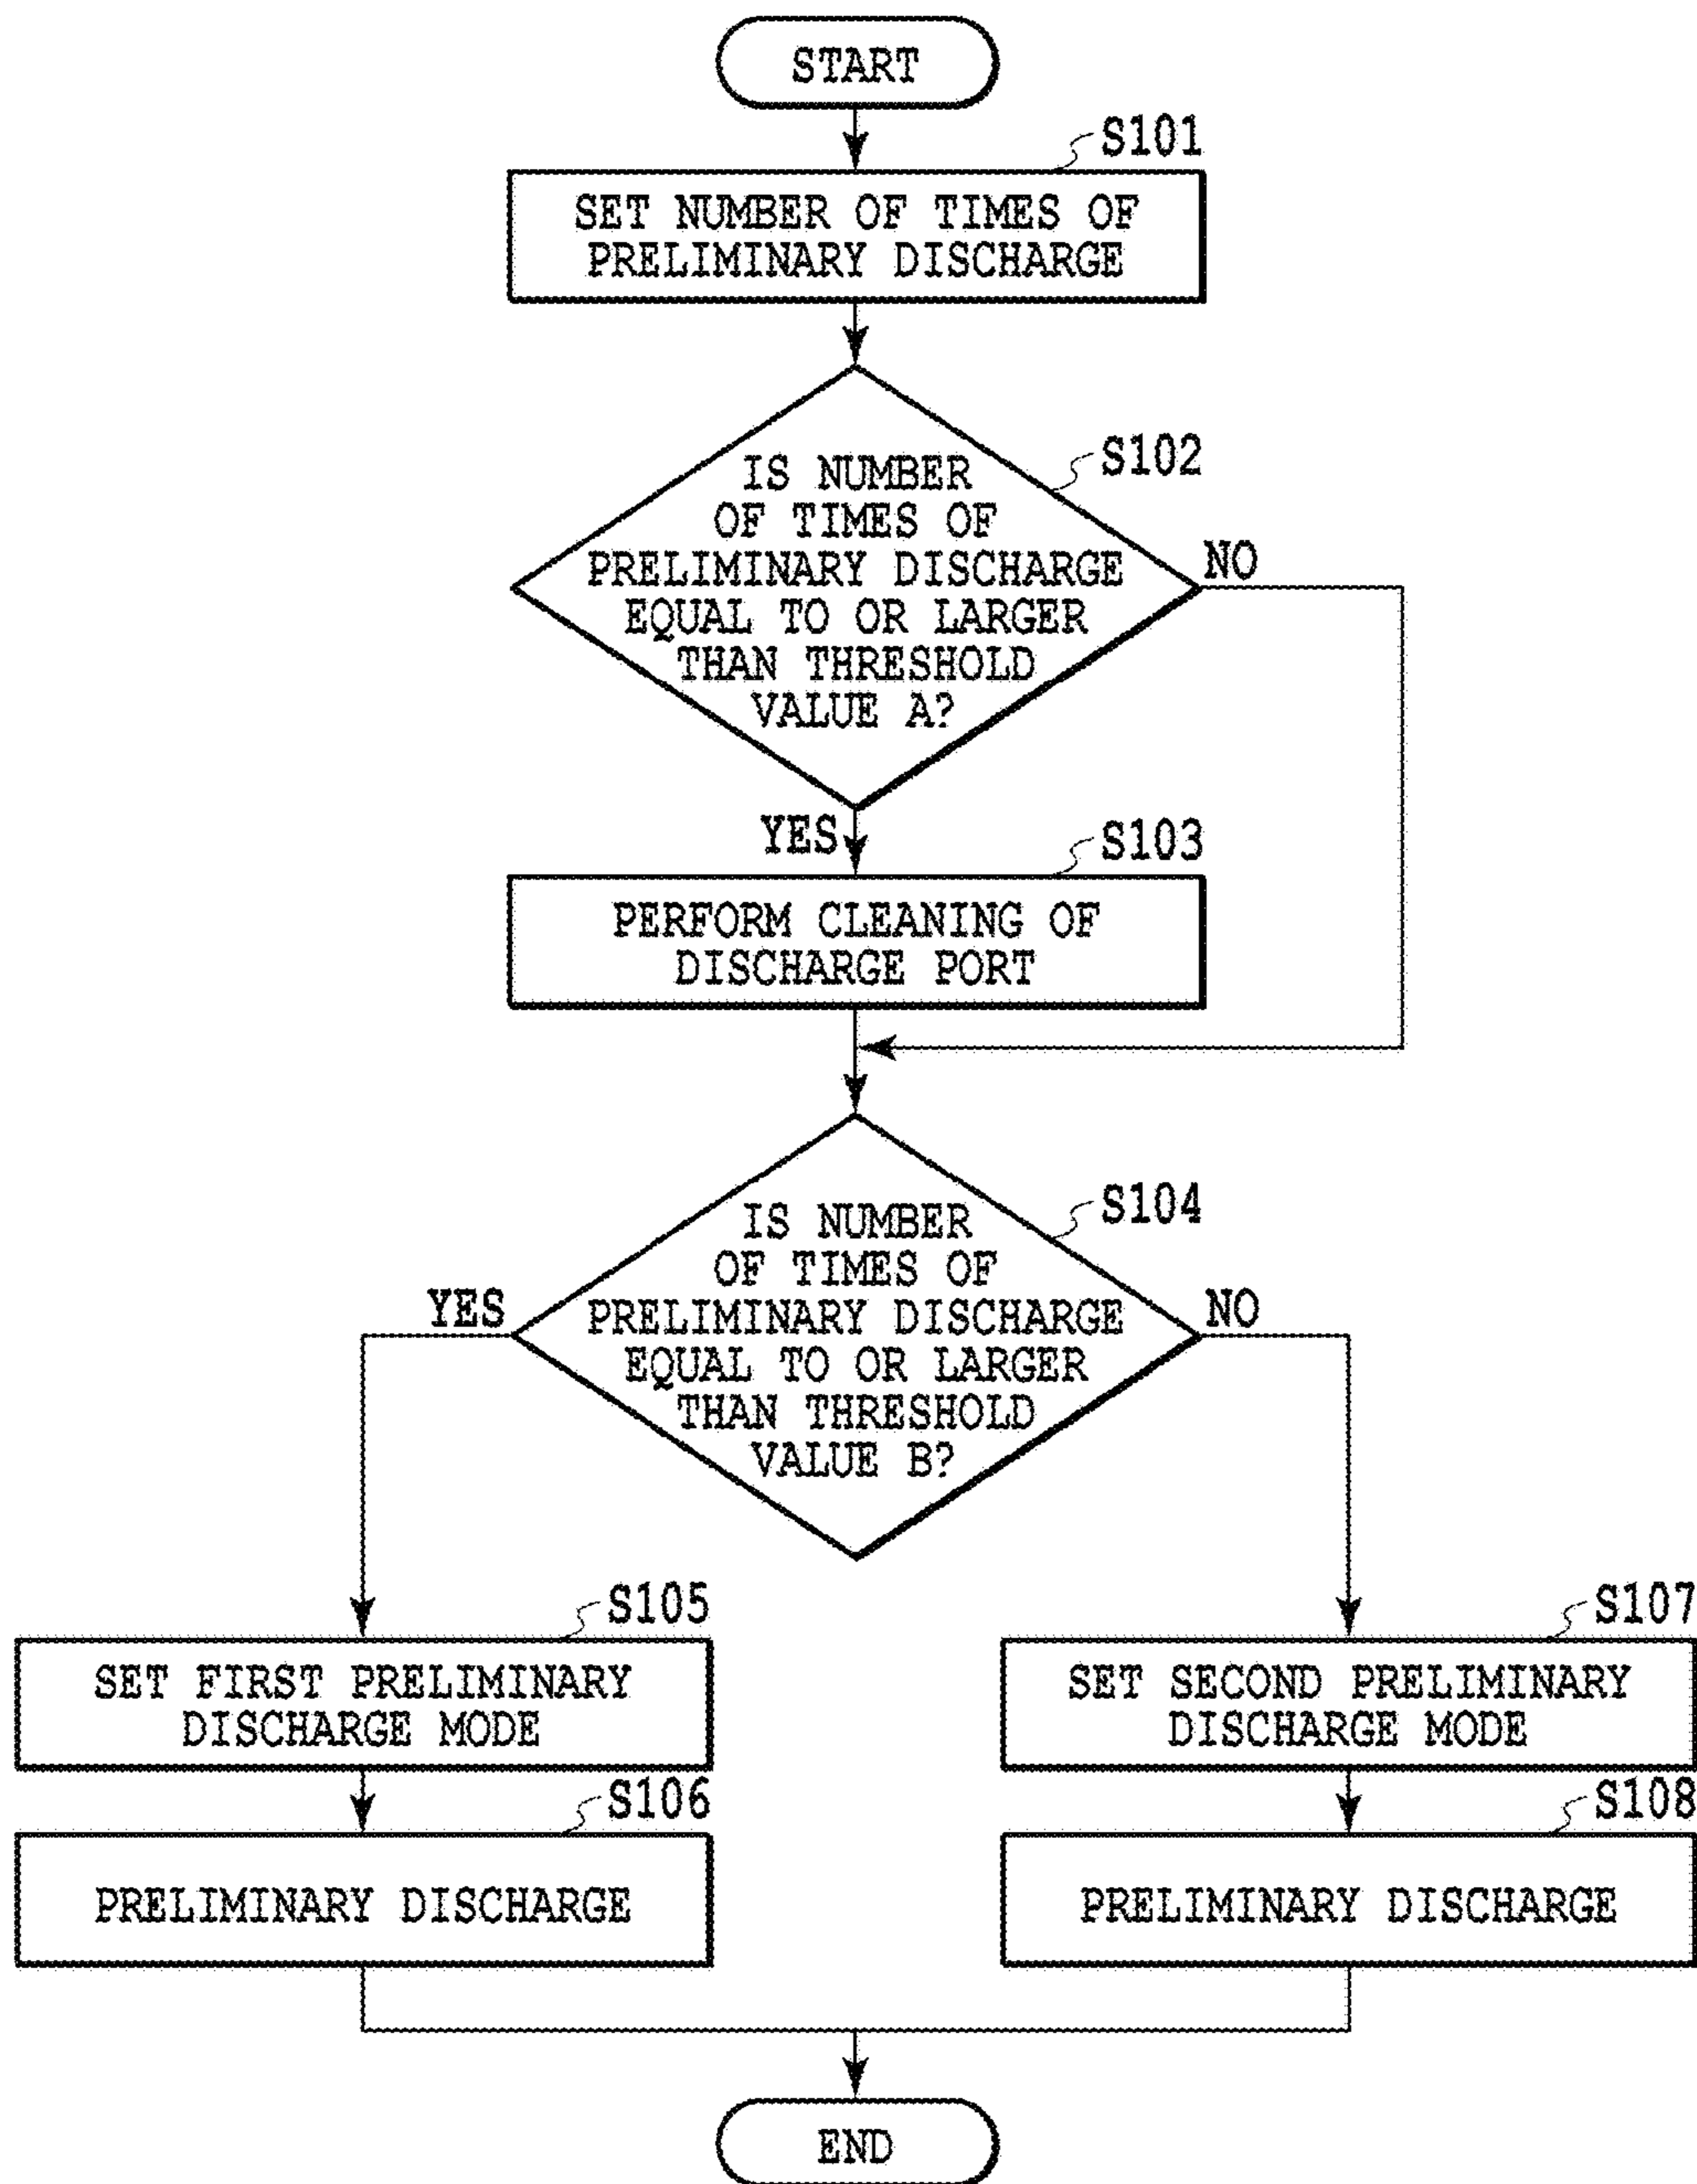 START
S101
SET NUMBER OF TIMES OF
PRELIMINARY DISCHARGE
S102
IS NUMBER
OF TIMES OF
PRELIMINARY DISCHARGE
EQUAL TO OR LARGER
THAN THRESHOLD
VALUE A?
NO
YES
S103
PERFORM CLEANING OF
DISCHARGE PORT
S104
IS NUMBER
OF TIMES OF
PRELIMINARY DISCHARGE
EQUAL TO OR LARGER
THAN THRESHOLD
VALUE B?
YES
NO
S105
SET FIRST PRELIMINARY
DISCHARGE MODE
S106
PRELIMINARY DISCHARGE
S107
SET SECOND PRELIMINARY
DISCHARGE MODE
S108
PRELIMINARY DISCHARGE
END